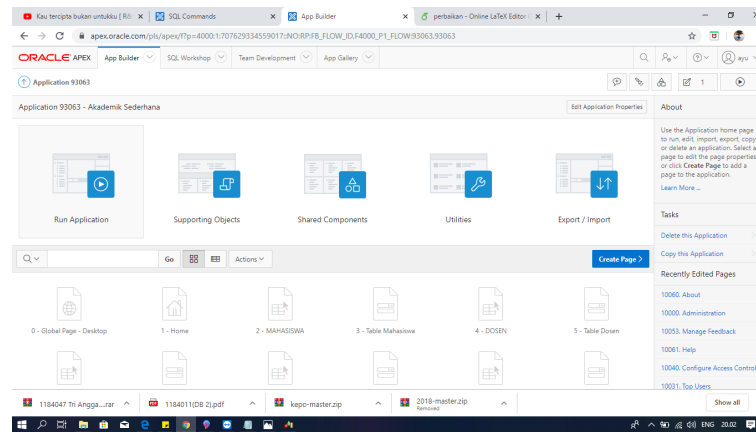 Kau tercipta bukan untukku [ R&
SQL Commands
App Builder
perbaikan - Online LaTeX Editor
apex.oracle.com/pls/apex/f?p=4000:1:707629334559017::NO:RP:FB_FLOW_ID,F4000_P1_FLOW:93063,93063
ORACLE APEX App Builder SQL Workshop Team Development App Gallery ayu
Application 93063 1
Application 93063 - Akademik Sederhana Edit Application Properties About
Use the Application home page
to run, edit, import, export, copy,
or delete an application. Select a
page to edit the page properties
or click Create Page to add a
page to the application.
Learn More ...
Run Application Supporting Objects Shared Components Utilities Export / Import
Tasks
Delete this Application
Copy this Application
Go Actions Create Page >
Recently Edited Pages
10060. About
10000. Administration
10053. Manage Feedback
10061. Help
10040. Configure Access Control
10031. Top Users
0 - Global Page - Desktop 1 - Home 2 - MAHASISWA 3 - Table Mahasiswa 4 - DOSEN 5 - Table Dosen
1184047 Tri Angga....rar 1184011(DB 2).pdf kepo-master.zip 2018-master.zip Show all
Removed
ENG 20.02